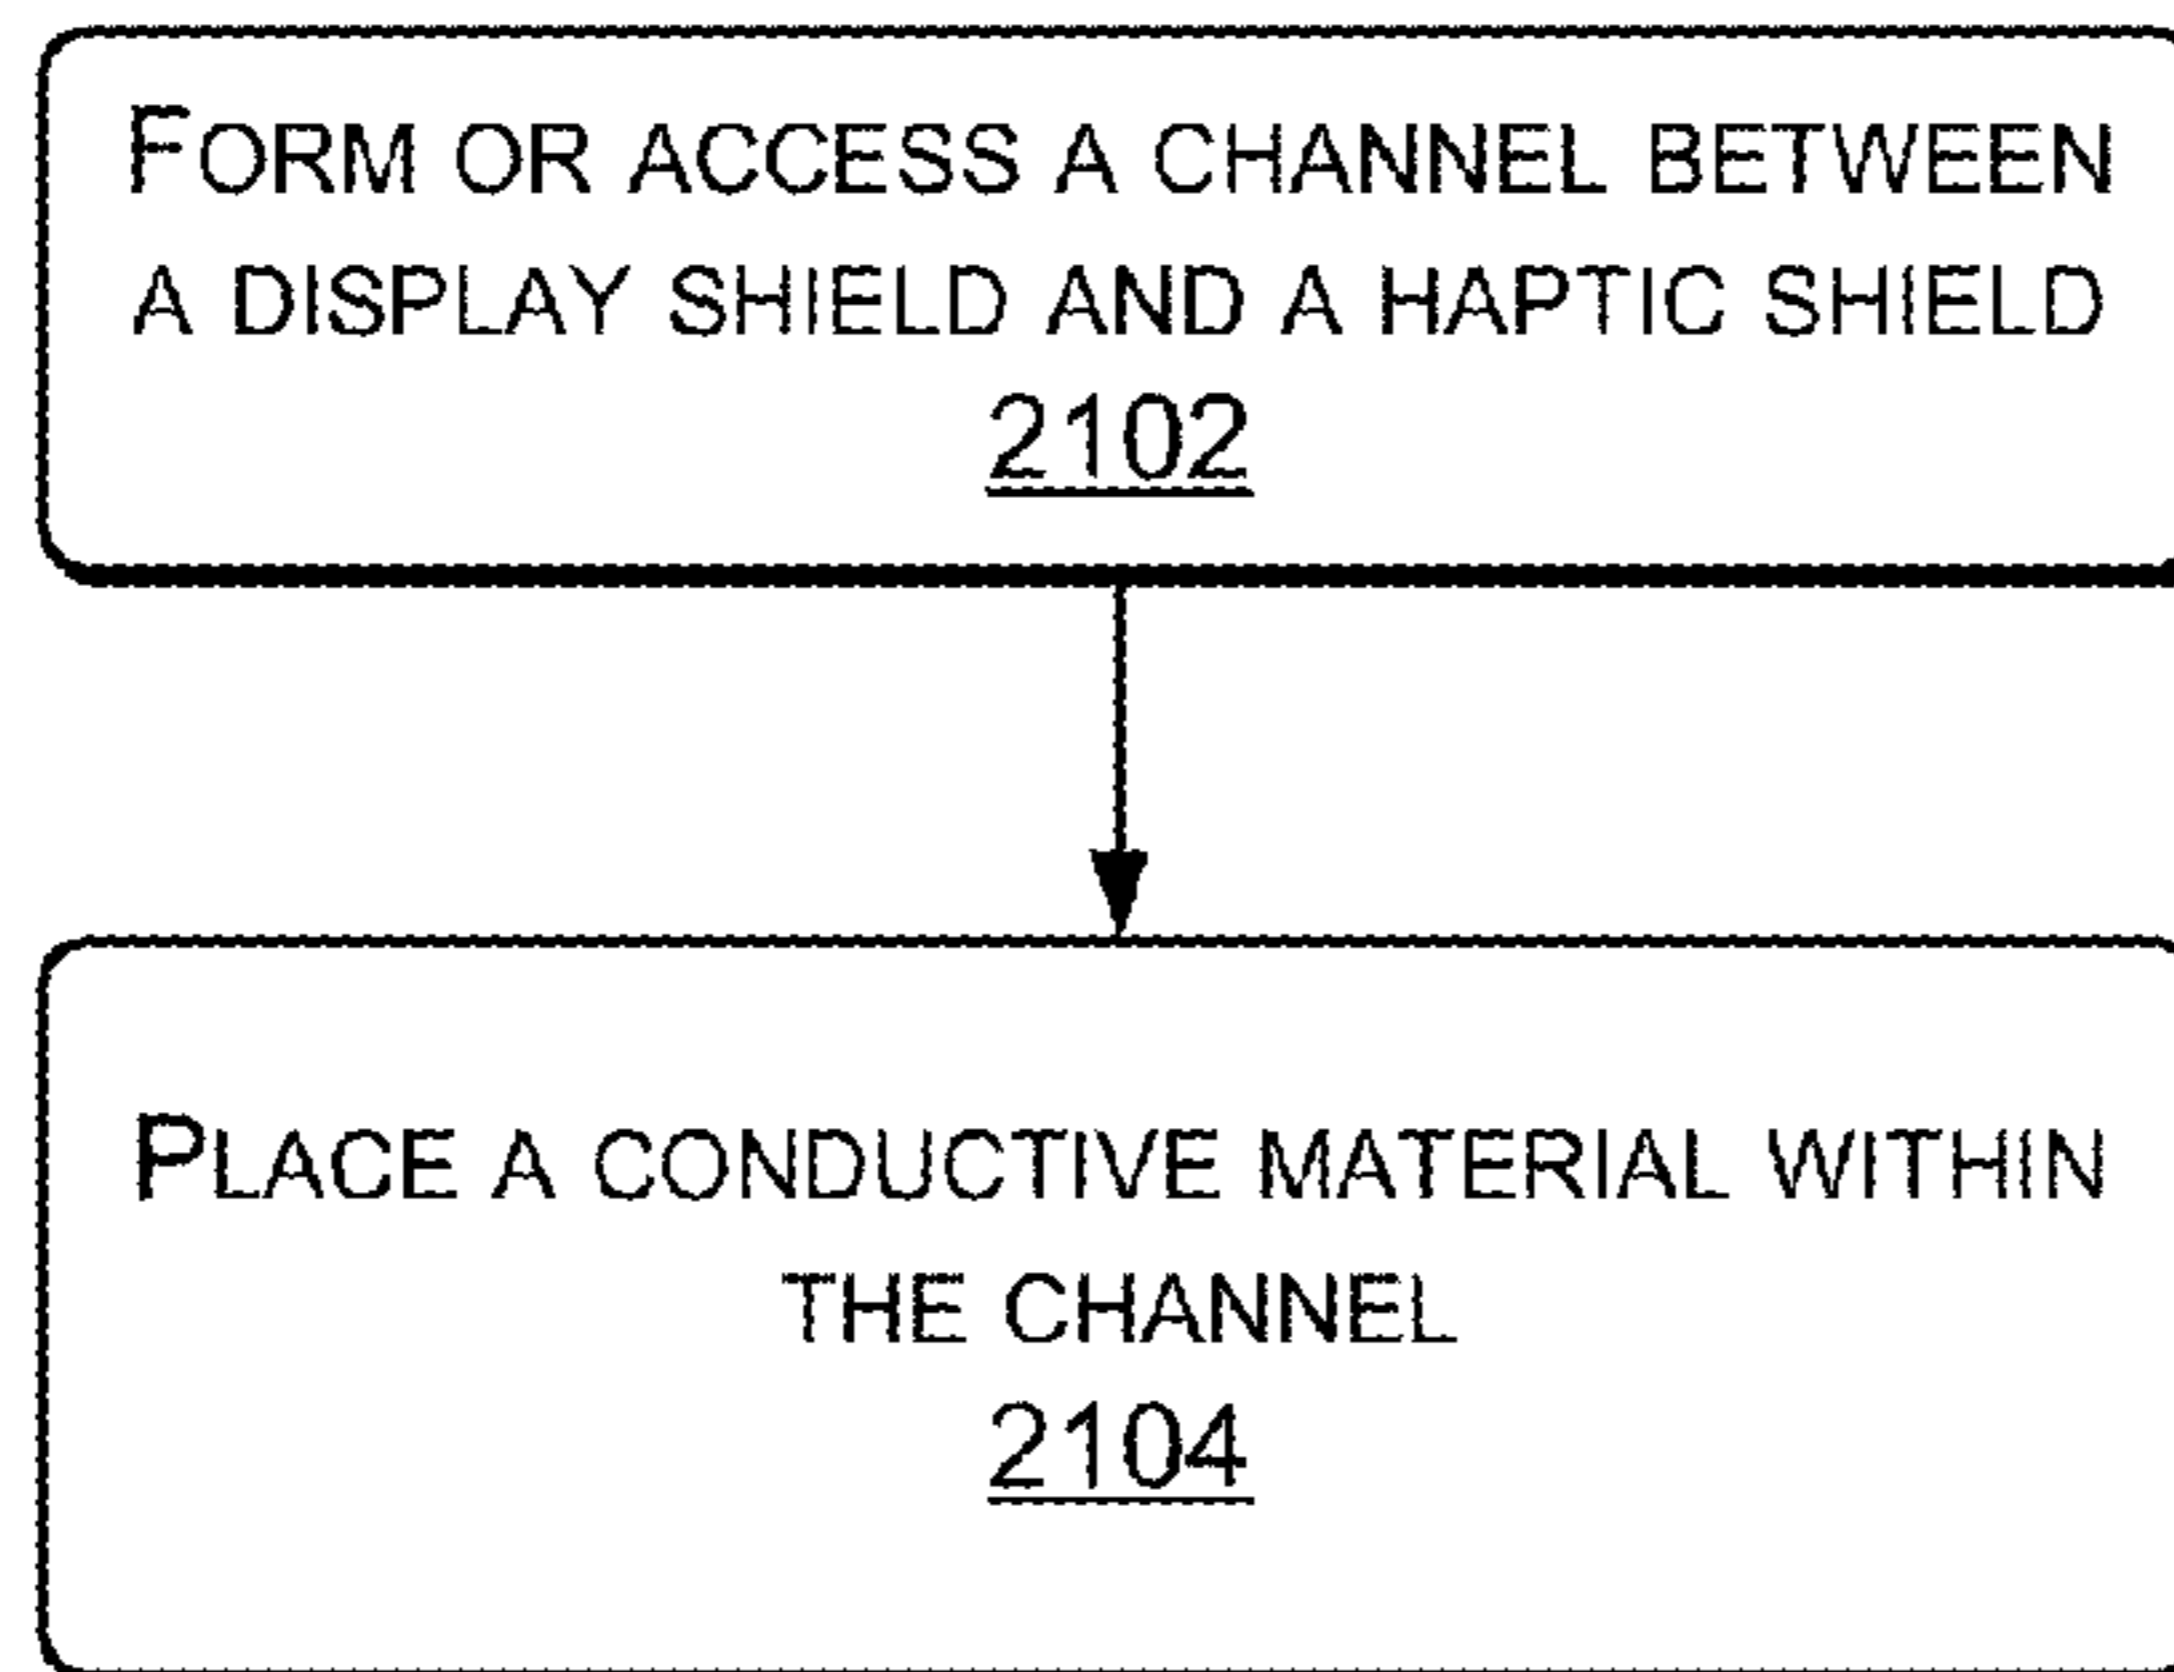 FORM OR ACCESS A CHANNEL BETWEEN
A DISPLAY SHIELD AND A HAPTIC SHIELD
2102
PLACE A CONDUCTIVE MATERIAL WITHIN
THE CHANNEL
2104